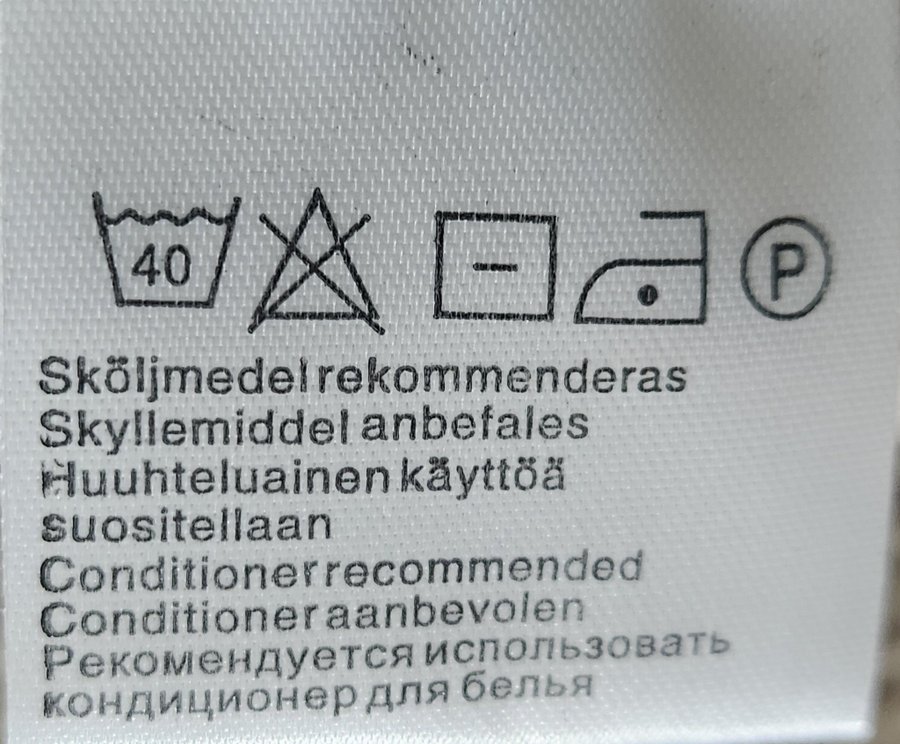 40 P
Sköljmedel rekommenderas
Skyllemiddel anbefales
Huuhteluainen käyttöä
suositellaan
Conditioner recommended
Conditioner aanbevolen
Рекомендуется использовать
кондиционер для белья